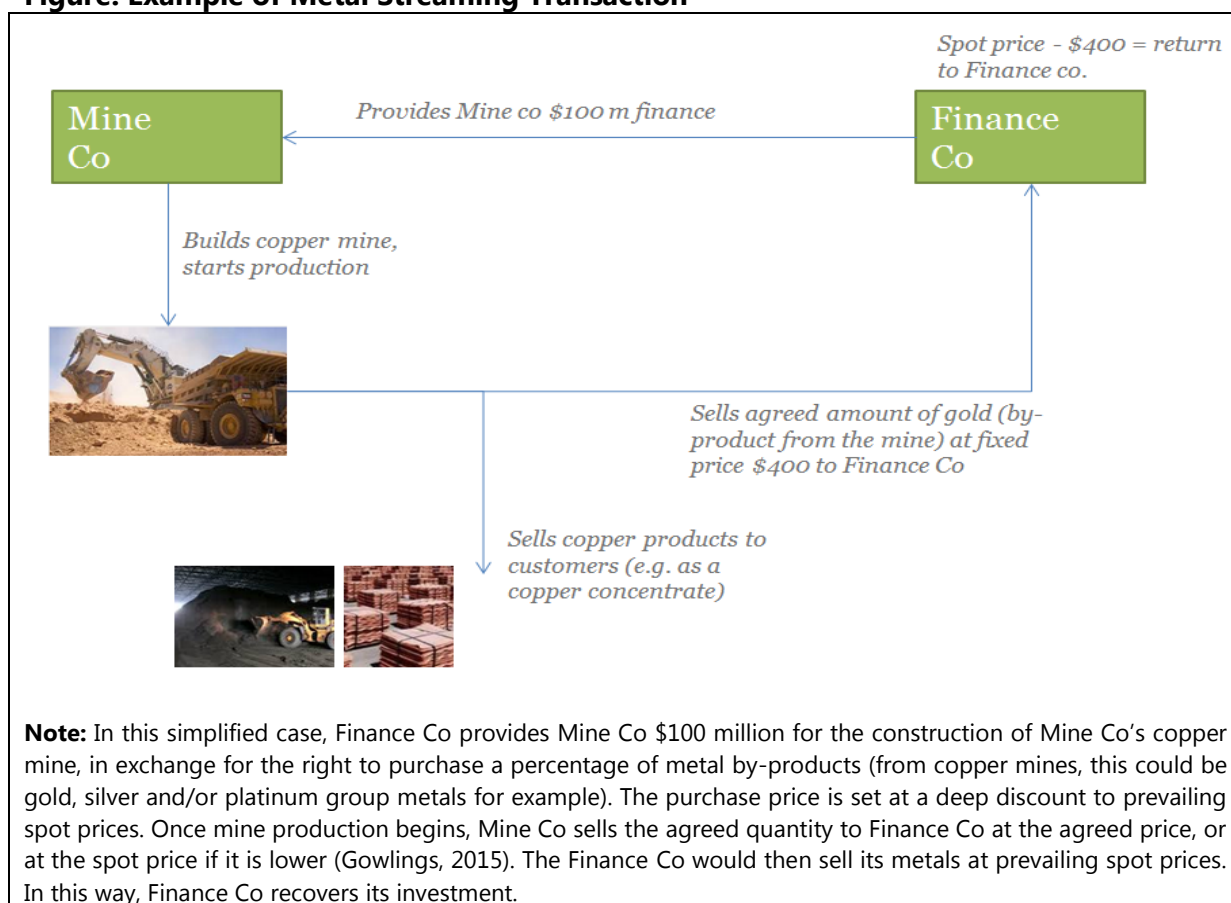 Figure: Example of Metal Streaming Transaction
Spot price - $400 = return
to Finance co.
Mine
Co
Provides Mine co $100 m finance
Finance
Co
Builds copper mine,
starts production
Sells agreed amount of gold (by-
product from the mine) at fixed
price $400 to Finance Co
Sells copper products to
customers (e.g. as a
copper concentrate)
Note: In this simplified case, Finance Co provides Mine Co $100 million for the construction of Mine Co’s copper
mine, in exchange for the right to purchase a percentage of metal by-products (from copper mines, this could be
gold, silver and/or platinum group metals for example). The purchase price is set at a deep discount to prevailing
spot prices. Once mine production begins, Mine Co sells the agreed quantity to Finance Co at the agreed price, or
at the spot price if it is lower (Gowlings, 2015). The Finance Co would then sell its metals at prevailing spot prices.
In this way, Finance Co recovers its investment.